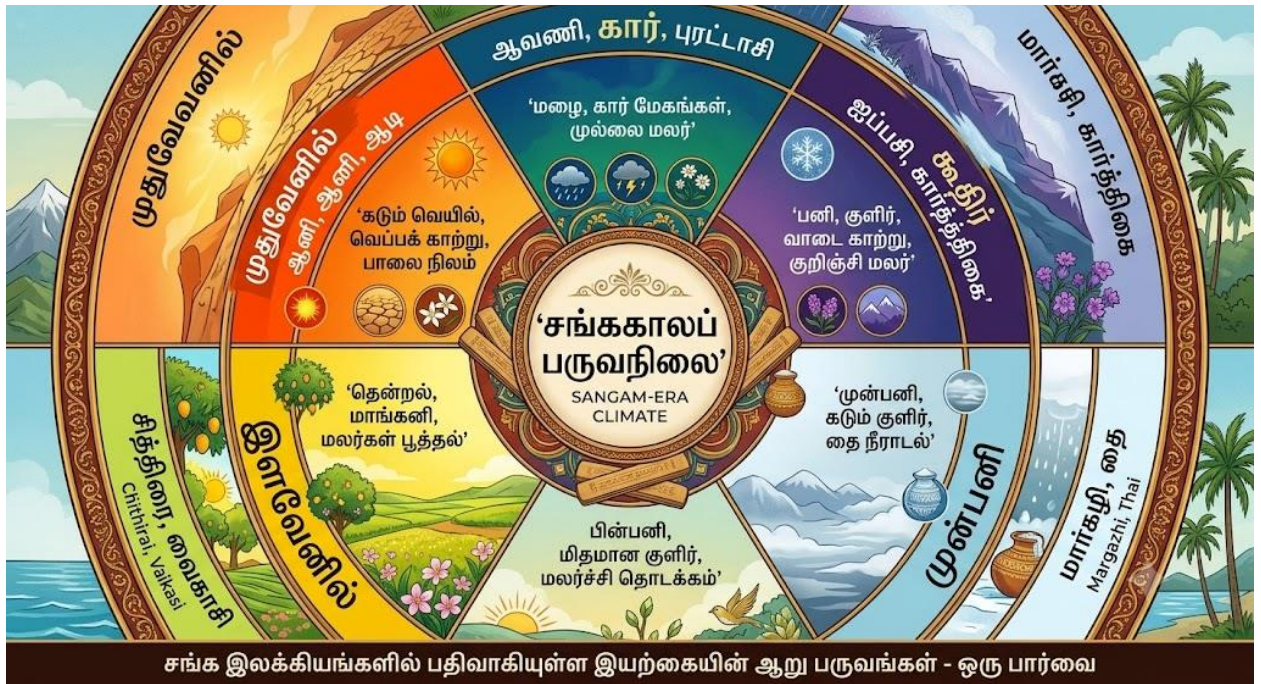 முதுவேனில்
முதுவேனில்
ஆனி, ஆனி, ஆடி
'கடும் வெயில்,
வெப்பக் காற்று,
பாலை நிலம்
ஆவணி, கார், புரட்டாசி
'மழை, கார் மேகங்கள்,
முல்லை மலர்'
மார்கசி, கார்த்திகை
கூதிர்
ஐப்பசி, கார்த்த்திகை'
'பனி, குளிர்,
வாடை காற்று,
குறிஞ்சி மலர்'
'சங்ககாலப்
பருவநிலை'
SANGAM-ERA
CLIMATE
சித்திரை, வைகாசி
Chithirai, Vaikasi
இளவேனில்
'தென்றல்,
மாங்கனி,
மலர்கள் பூத்தல்'
பின்பனி,
மிதமான குளிர்,
மலர்ச்சி தொடக்கம்'
'முன்பனி,
கடும் குளிர்,
தை நீராடல்'
முன்பனி
மார்கழி, தை
Margazhi, Thai
சங்க இலக்கியங்களில் பதிவாகியுள்ள இயற்கையின் ஆறு பருவங்கள் - ஒரு பார்வை